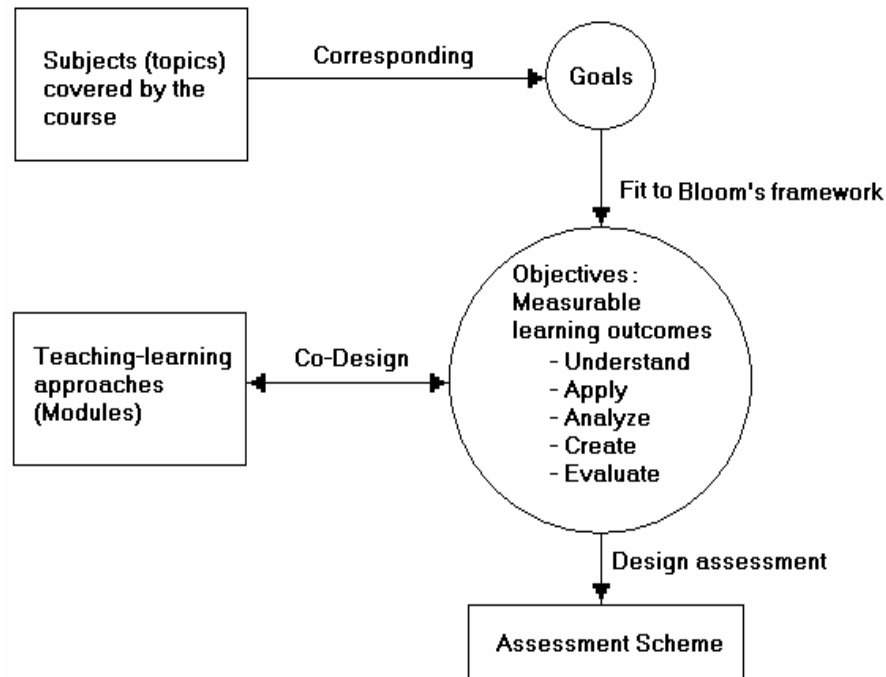 Subjects (topics)
covered by the
course
Corresponding
Goals
Fit to Bloom's framework
Objectives:
Measurable
learning outcomes
- Understand
- Apply
- Analyze
- Create
- Evaluate
Teaching-learning
approaches
(Modules)
Co-Design
Design assessment
Assessment Scheme